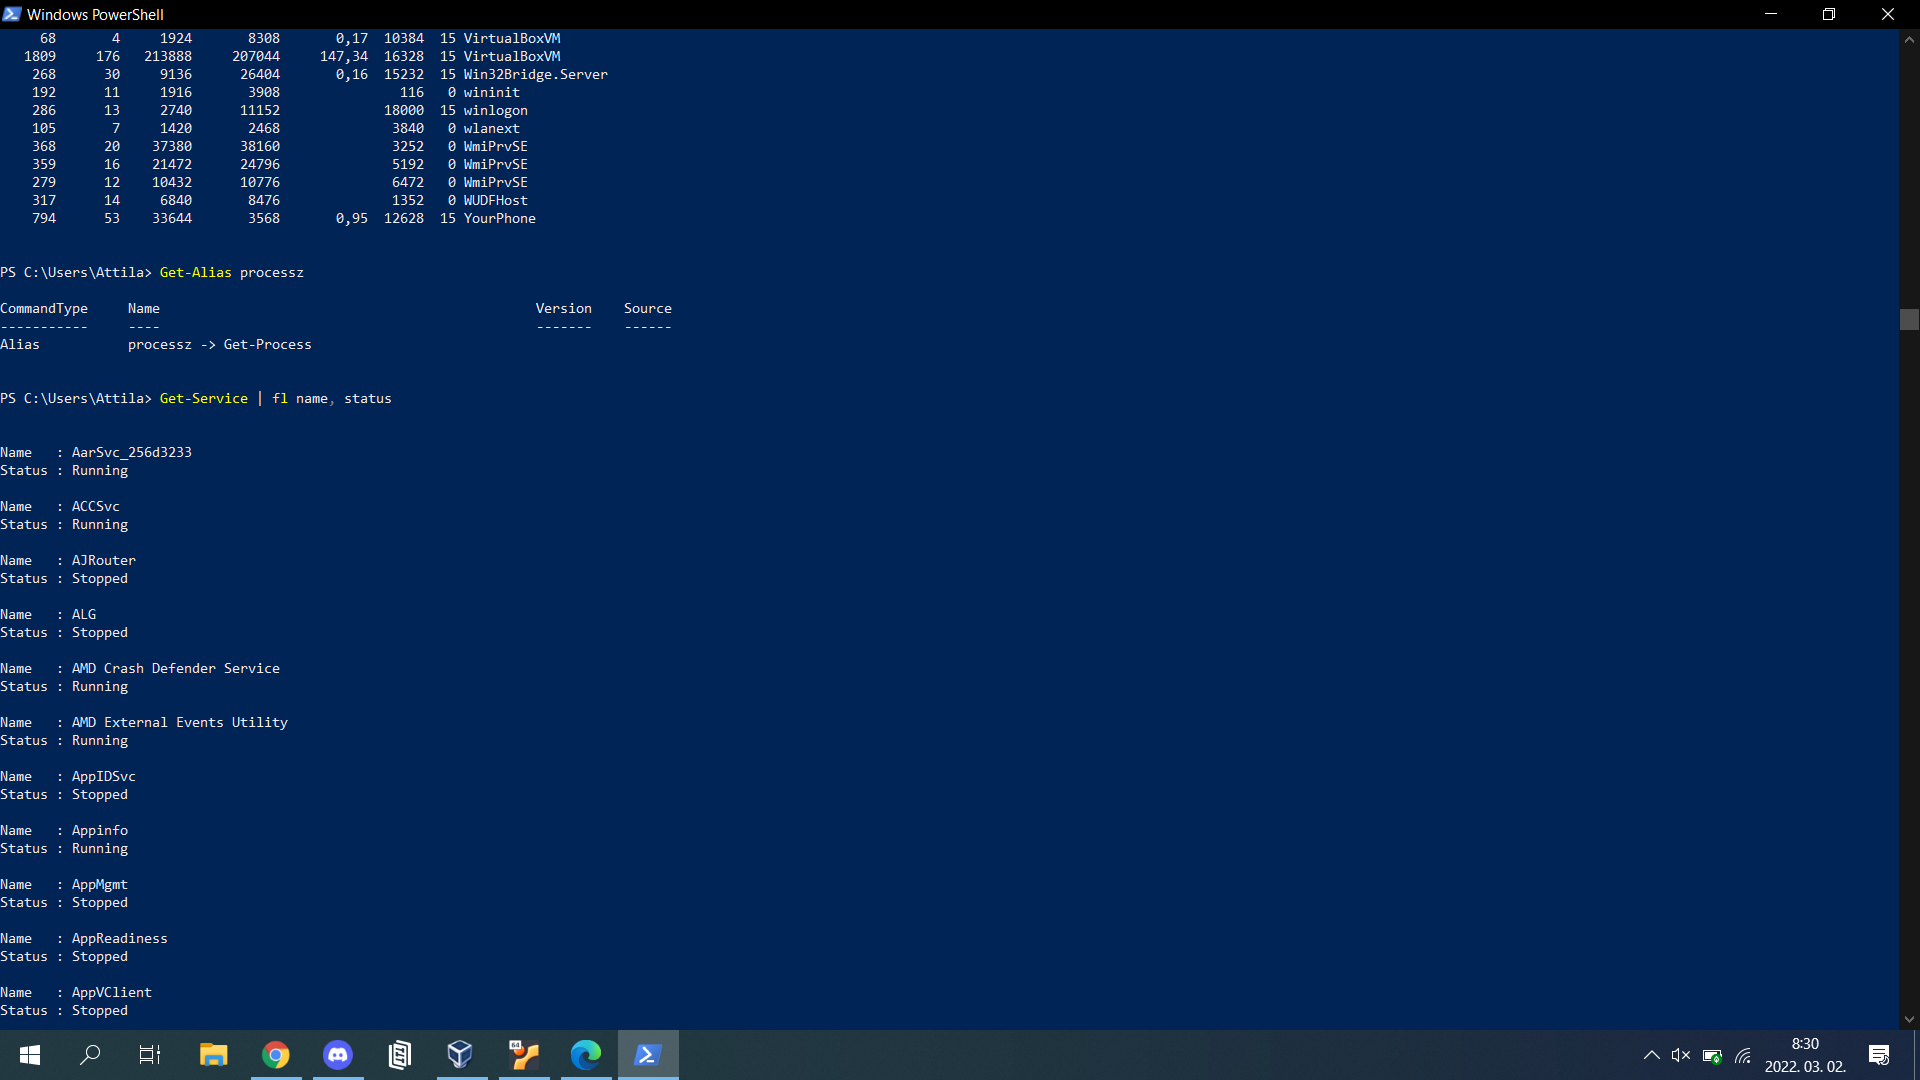 Windows PowerShell
68 4 1924 8308 0,17 10384 15 VirtualBoxVM
1809 176 213888 207044 147,34 16328 15 VirtualBoxVM
268 30 9136 26404 0,16 15232 15 Win32Bridge.Server
192 11 1916 3908 116 0 wininit
286 13 2740 11152 18000 15 winlogon
105 7 1420 2468 3840 0 wlanext
368 20 37380 38160 3252 0 WmiPrvSE
359 16 21472 24796 5192 0 WmiPrvSE
279 12 10432 10776 6472 0 WmiPrvSE
317 14 6840 8476 1352 0 WUDFHost
794 53 33644 3568 0,95 12628 15 YourPhone
PS C:\Users\Attila> Get-Alias processz
CommandType Name Version Source
----------- ---- ------- ------
Alias processz -> Get-Process
PS C:\Users\Attila> Get-Service | fl name, status
Name : AarSvc_256d3233
Status : Running
Name : ACCSvc
Status : Running
Name : AJRouter
Status : Stopped
Name : ALG
Status : Stopped
Name : AMD Crash Defender Service
Status : Running
Name : AMD External Events Utility
Status : Running
Name : AppIDSvc
Status : Stopped
Name : Appinfo
Status : Running
Name : AppMgmt
Status : Stopped
Name : AppReadiness
Status : Stopped
Name : AppVClient
Status : Stopped
64
8:30
2022. 03. 02.